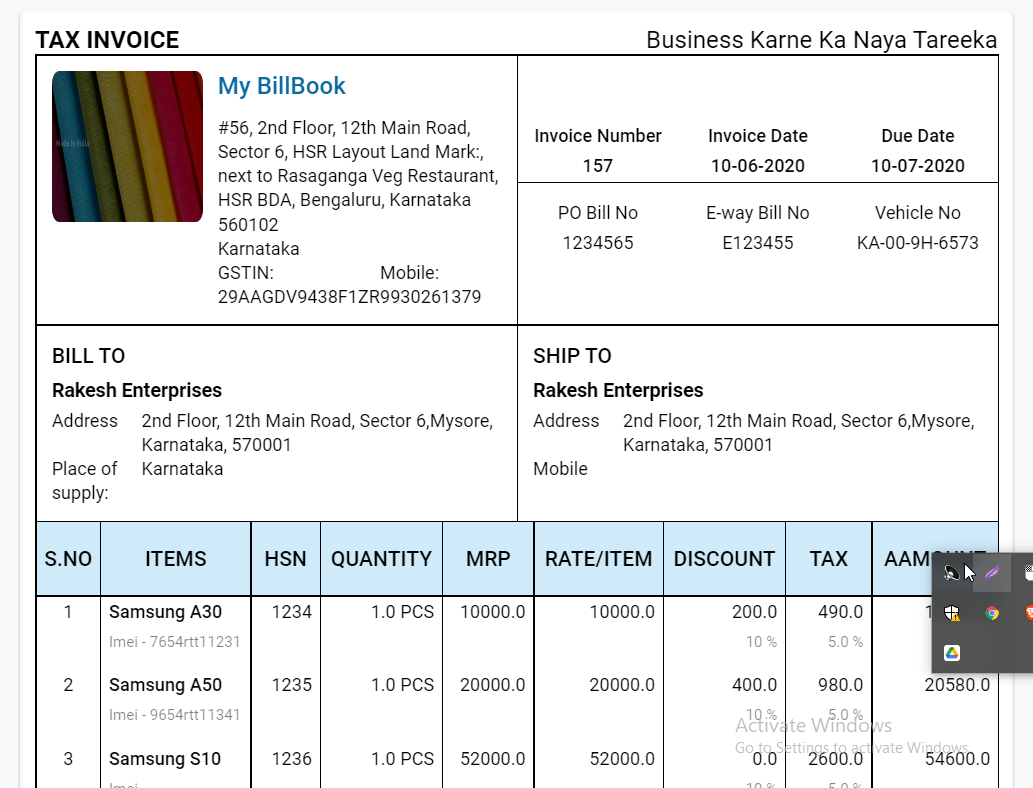 TAX INVOICE
Business Karne Ka Naya Tareeka
My BillBook
#56, 2nd Floor, 12th Main Road,
Sector 6, HSR Layout Land Mark:,
next to Rasaganga Veg Restaurant,
HSR BDA, Bengaluru, Karnataka
560102
Karnataka
GSTIN: Mobile:
29AAGDV9438F1ZR9930261379
Made In India
Invoice Number Invoice Date Due Date
157 10-06-2020 10-07-2020
PO Bill No E-way Bill No Vehicle No
1234565 E123455 KA-00-9H-6573
BILL TO
Rakesh Enterprises
Address 2nd Floor, 12th Main Road, Sector 6,Mysore,
Karnataka, 570001
Place of Karnataka
supply:
SHIP TO
Rakesh Enterprises
Address 2nd Floor, 12th Main Road, Sector 6,Mysore,
Karnataka, 570001
Mobile
S.NO ITEMS HSN QUANTITY MRP RATE/ITEM DISCOUNT TAX
1 Samsung A30 1234 1.0 PCS 10000.0 10000.0 200.0 490.0
Imei - 7654rtt11231 10 % 5.0 %
2 Samsung A50 1235 1.0 PCS 20000.0 20000.0 400.0 980.0 20580.0
Imei - 9654rtt11341 10 % 5.0 %
Activate Windows
Go to Settings to activate Windows.
3 Samsung S10 1236 1.0 PCS 52000.0 52000.0 0.0 2600.0 54600.0